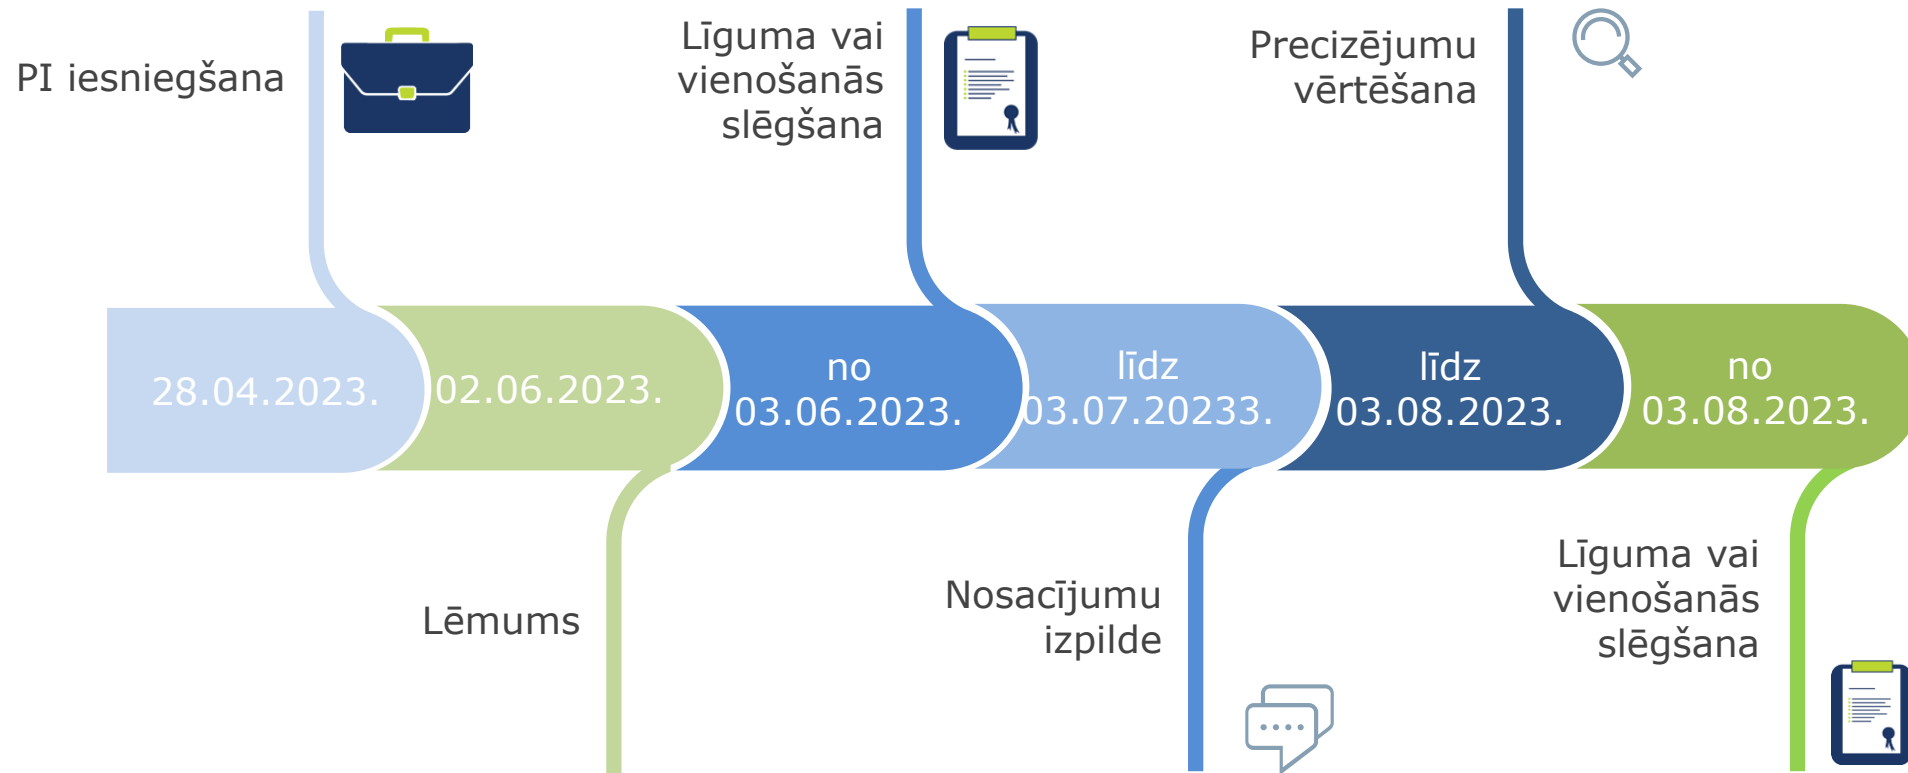 PI iesniegšana
Līguma vai
vienošanās
slēgšana
Precizējumu
vērtēšana
28.04.2023.
02.06.2023.
no
03.06.2023.
līdz
03.07.20233.
līdz
03.08.2023.
no
03.08.2023.
Lēmums
Nosacījumu
izpilde
Līguma vai
vienošanās
slēgšana